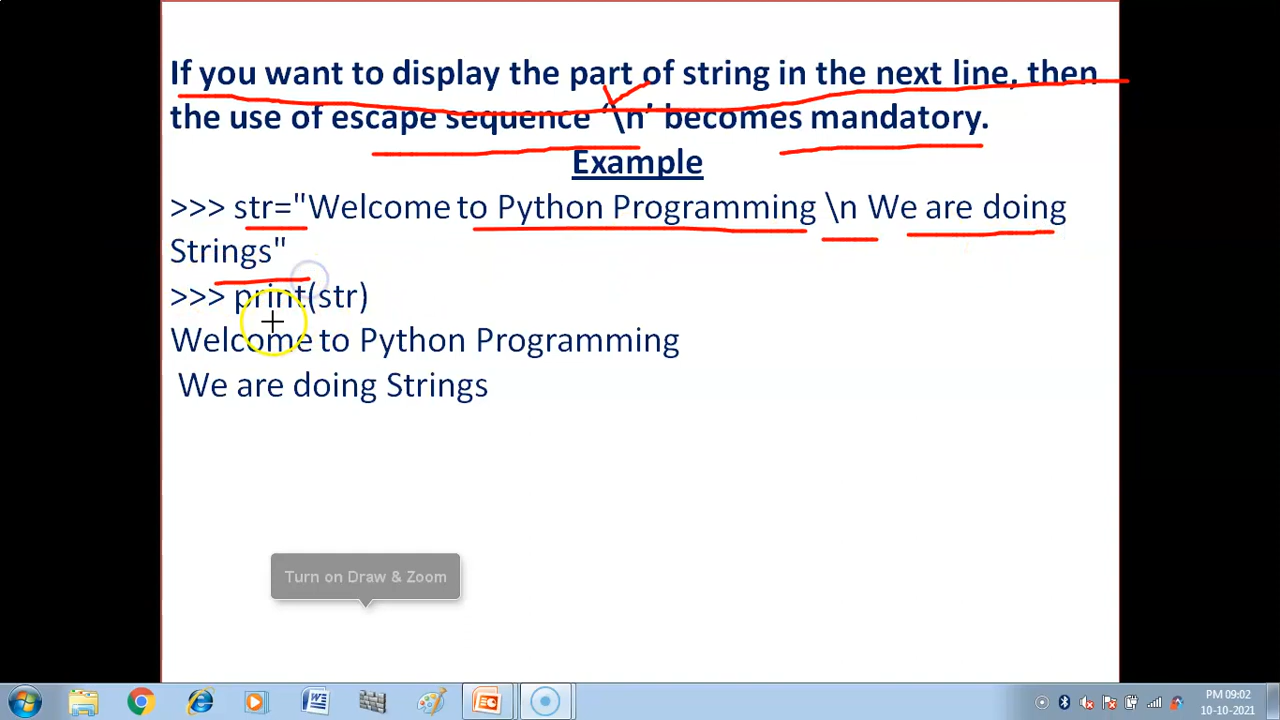 If you want to display the part of string in the next line, then
the use of escape sequence ‘\n’ becomes mandatory.
Example
>>> str="Welcome to Python Programming \n We are doing
Strings"
>>> print(str)
Welcome to Python Programming
We are doing Strings
Turn on Draw & Zoom
PM 09:02
10-10-2021